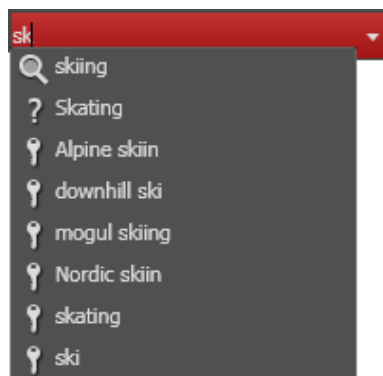 sk
skiing
Skating
Alpine skiin
downhill ski
mogul skiing
Nordic skiin
skating
ski